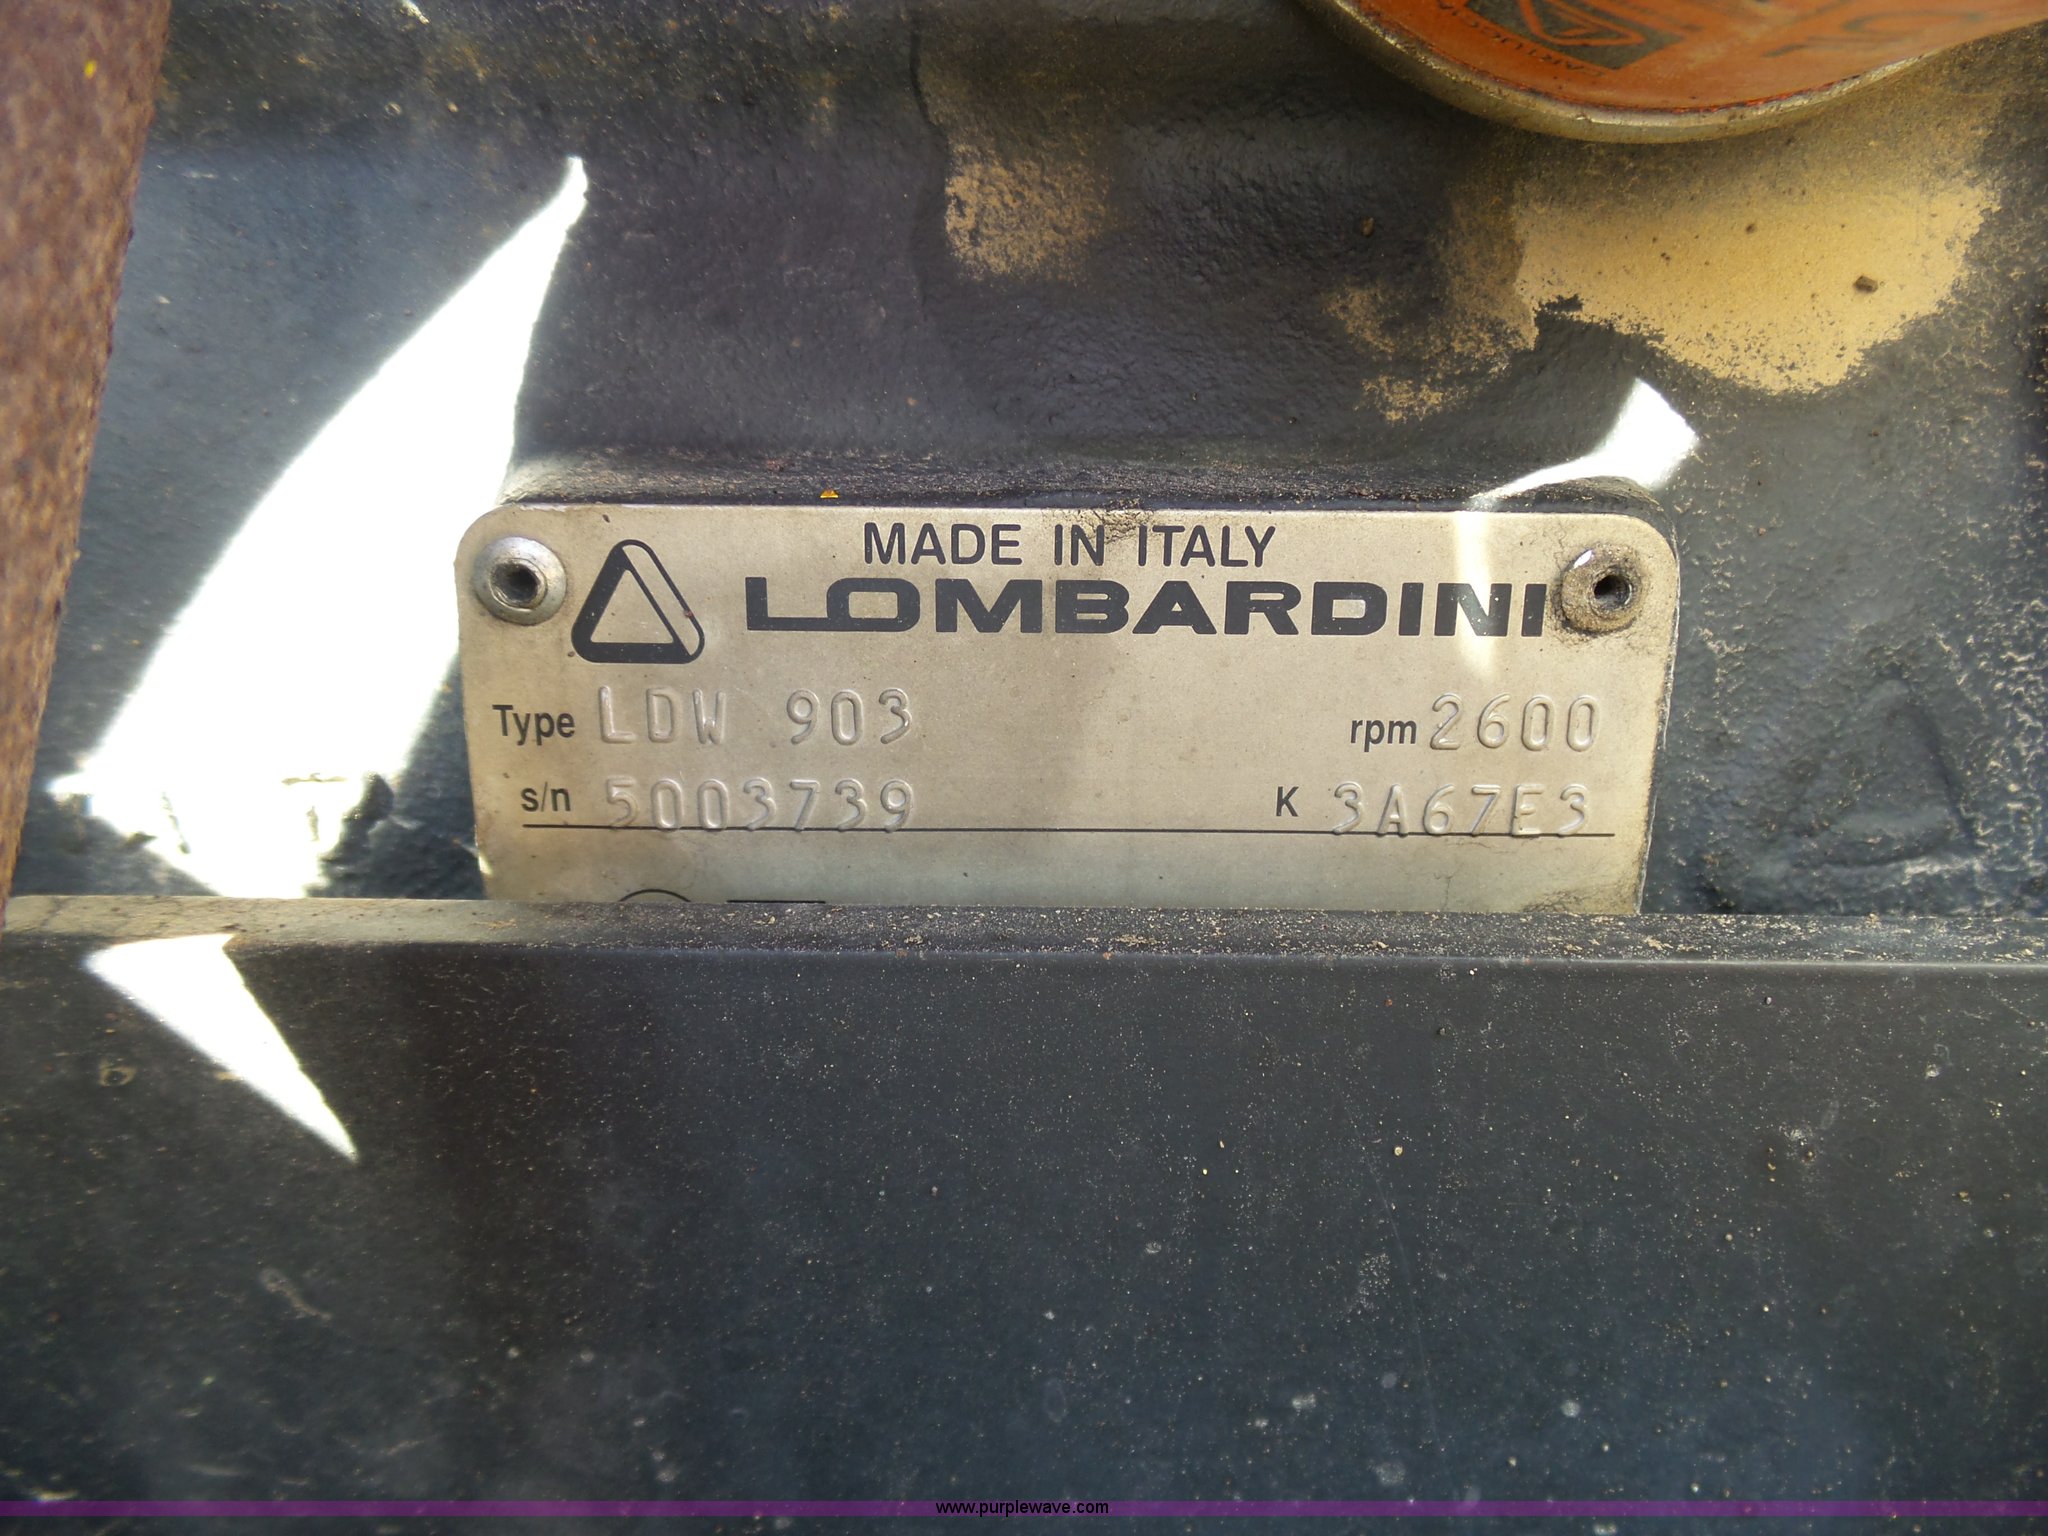 MADE IN ITALY
LOMBARDINI
Type LDW 903 rpm 2600
s/n 5003739 K 3A67E3
www.purplewave.com